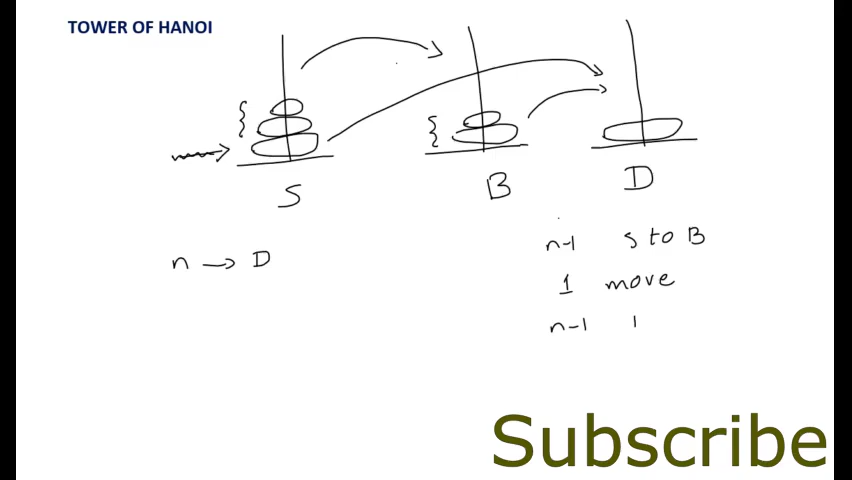 TOWER OF HANOI
S B D
n → D
n-1 s to B
1 move
n-1
Subscribe